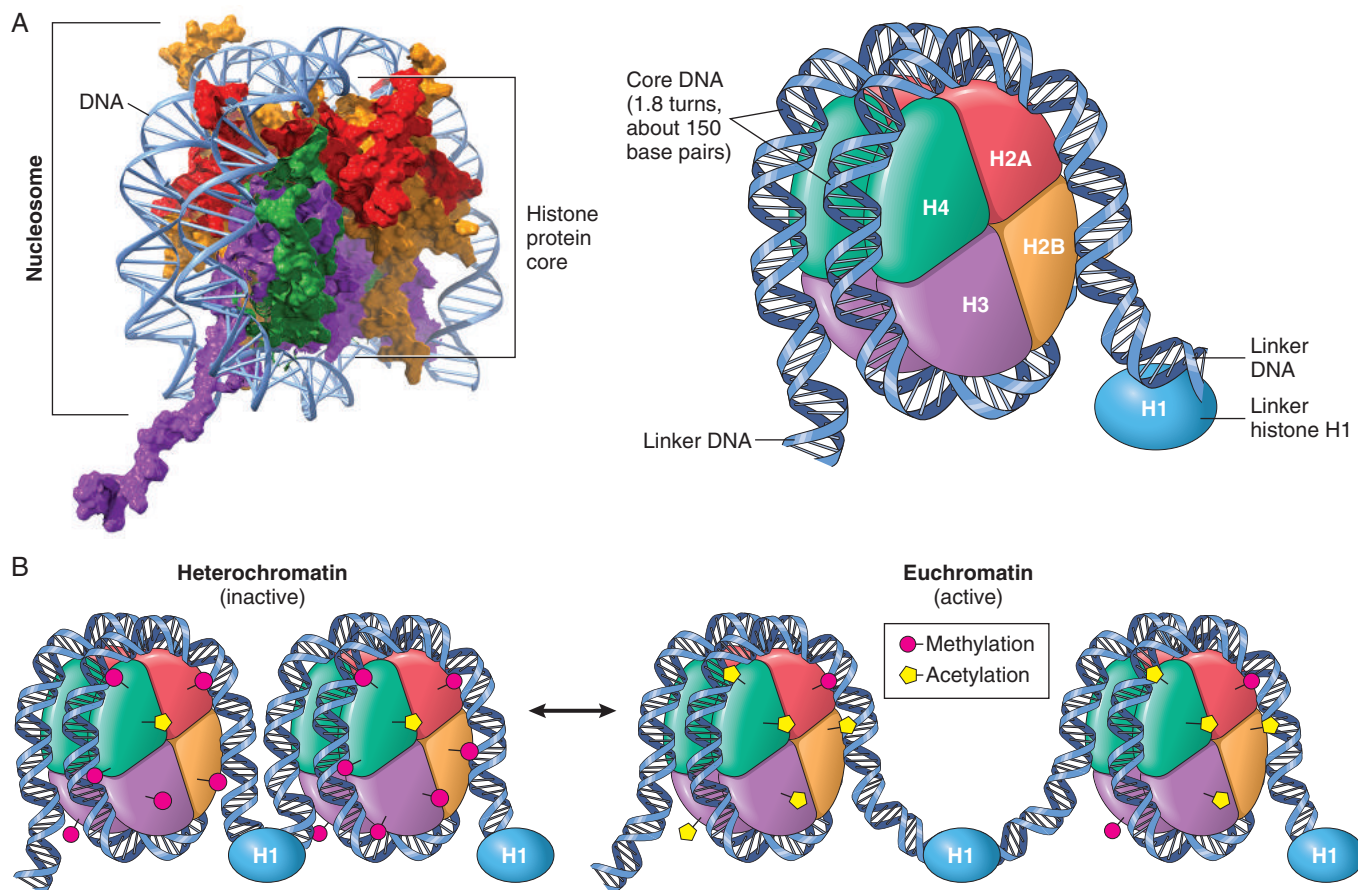 A
Nucleosome
DNA
Histone
protein
core
Core DNA
(1.8 turns,
about 150
base pairs)
H2A
H4
H2B
H3
Linker
DNA
H1
Linker
histone H1
Linker DNA
B
Heterochromatin
(inactive)
Euchromatin
(active)
Methylation
Acetylation
H1
H1
H1
H1